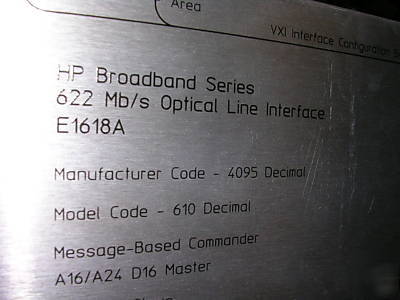 Area
VXI Interface Configuration
HP Broadband Series
622 Mb/s Optical Line Interface
E1618A
Manufacturer Code - 4095 Decimal
Model Code - 610 Decimal
Message-Based Commander
A16/A24 D16 Master